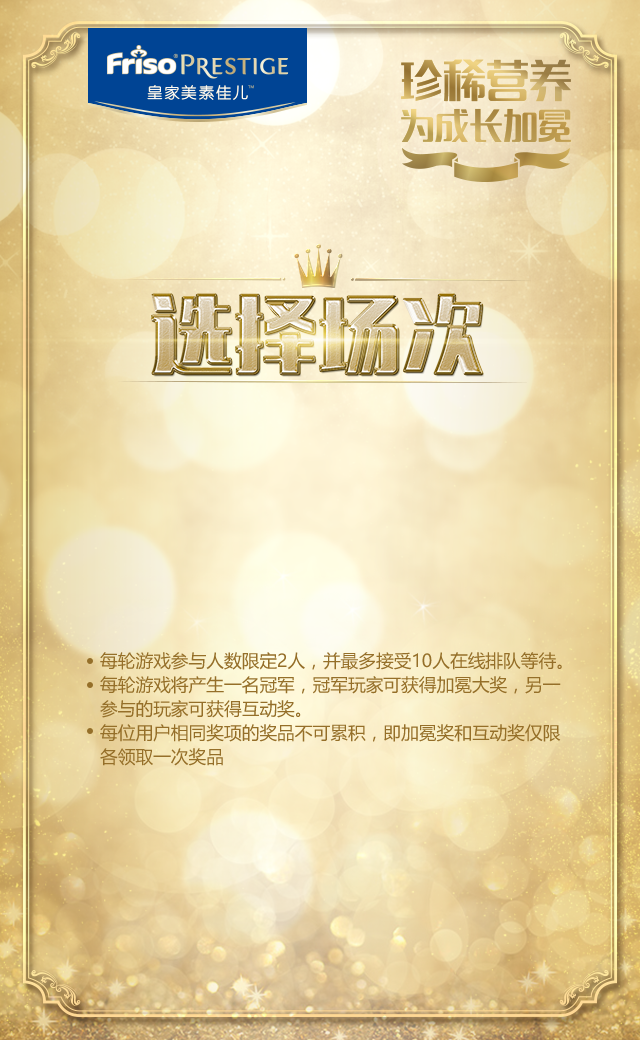 Friso PRESTIGE
皇家美素佳儿™
珍稀营养
为成长加冕
选择场次
• 每轮游戏参与人数限定2人，并最多接受10人在线排队等待。
• 每轮游戏将产生一名冠军，冠军玩家可获得加冕大奖，另一
参与的玩家可获得互动奖。
• 每位用户相同奖项的奖品不可累积，即加冕奖和互动奖仅限
各领取一次奖品